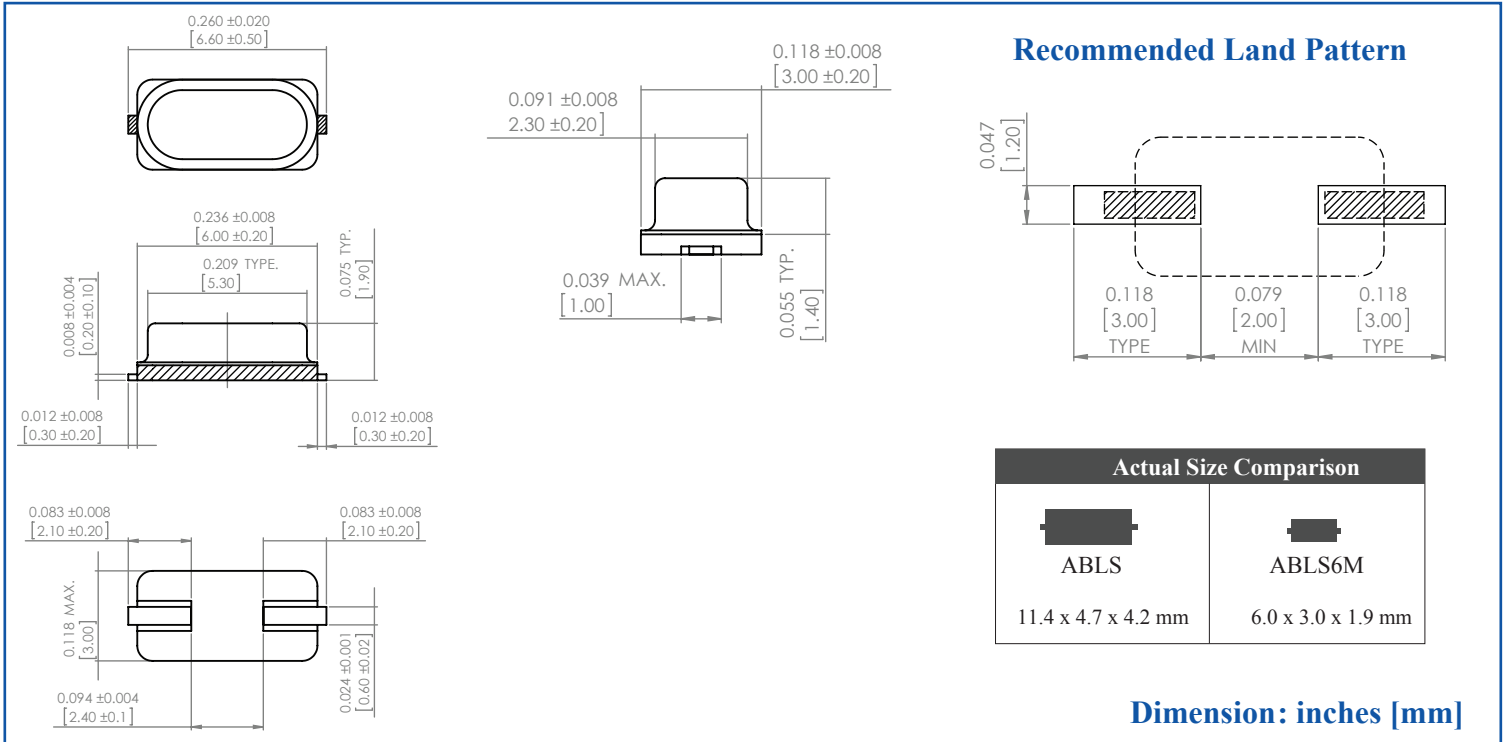 0.260 ±0.020
[6.60 ±0.50]
0.236 ±0.008
[6.00 ±0.20]
0.209 TYPE.
[5.30]
0.075 TYP.
[1.90]
0.008 ±0.004
[0.20 ±0.10]
0.012 ±0.008
[0.30 ±0.20]
0.012 ±0.008
[0.30 ±0.20]
0.083 ±0.008
[2.10 ±0.20]
0.083 ±0.008
[2.10 ±0.20]
0.118 MAX.
[3.00]
0.024 ±0.001
[0.60 ±0.02]
0.094 ±0.004
[2.40 ±0.1]
0.118 ±0.008
[3.00 ±0.20]
0.091 ±0.008
2.30 ±0.20]
0.039 MAX.
[1.00]
0.055 TYP.
[1.40]
Recommended Land Pattern
0.047
[1.20]
0.118
[3.00]
TYPE
0.079
[2.00]
MIN
0.118
[3.00]
TYPE
Actual Size Comparison
ABLS
11.4 x 4.7 x 4.2 mm
ABLS6M
6.0 x 3.0 x 1.9 mm
Dimension: inches [mm]